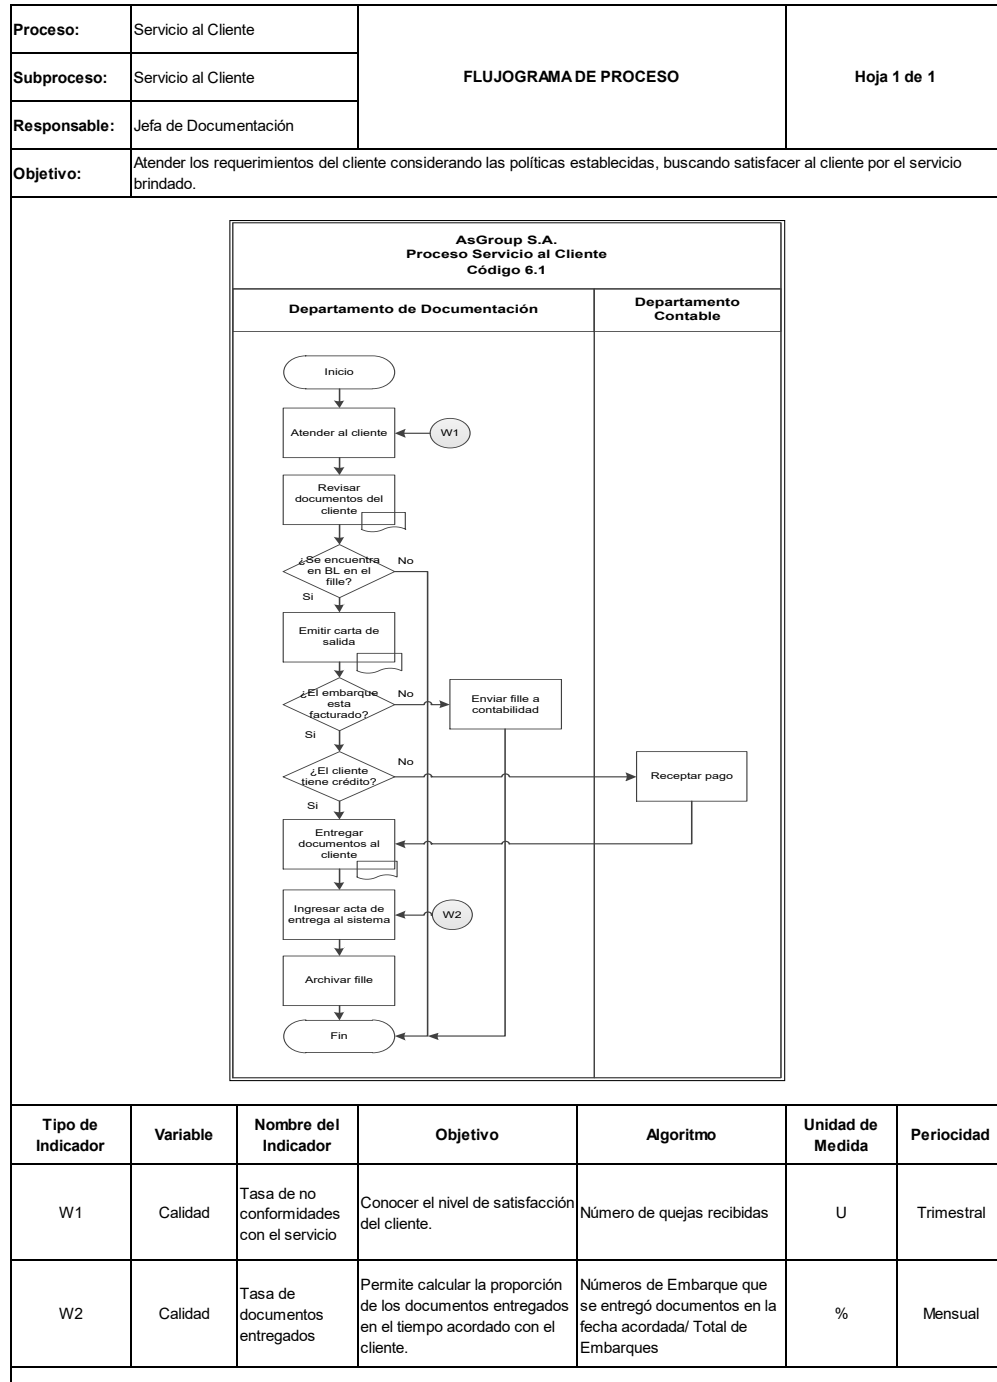 Proceso:
Servicio al Cliente
Subproceso:
Servicio al Cliente
Responsable:
Jefa de Documentación
FLUJOGRAMA DE PROCESO
Hoja 1 de 1
Objetivo:
Atender los requerimientos del cliente considerando las políticas establecidas, buscando satisfacer al cliente por el servicio
brindado.
AsGroup S.A.
Proceso Servicio al Cliente
Código 6.1
Departamento de Documentación
Departamento
Contable
Inicio
Atender al cliente
W1
Revisar
documentos del
cliente
¿Se encuentra
en BL en el
fille?
No
Si
Emitir carta de
salida
¿El embarque
esta
facturado?
No
Enviar fille a
contabilidad
Si
¿El cliente
tiene crédito?
No
Receptar pago
Si
Entregar
documentos al
cliente
Ingresar acta de
entrega al sistema
W2
Archivar fille
Fin
Tipo de
Indicador
Variable
Nombre del
Indicador
Objetivo
Algoritmo
Unidad de
Medida
Periocidad
W1
Calidad
Tasa de no
conformidades
con el servicio
Conocer el nivel de satisfacción
del cliente.
Número de quejas recibidas
U
Trimestral
W2
Calidad
Tasa de
documentos
entregados
Permite calcular la proporción
de los documentos entregados
en el tiempo acordado con el
cliente.
Números de Embarque que
se entregó documentos en la
fecha acordada/ Total de
Embarques
%
Mensual